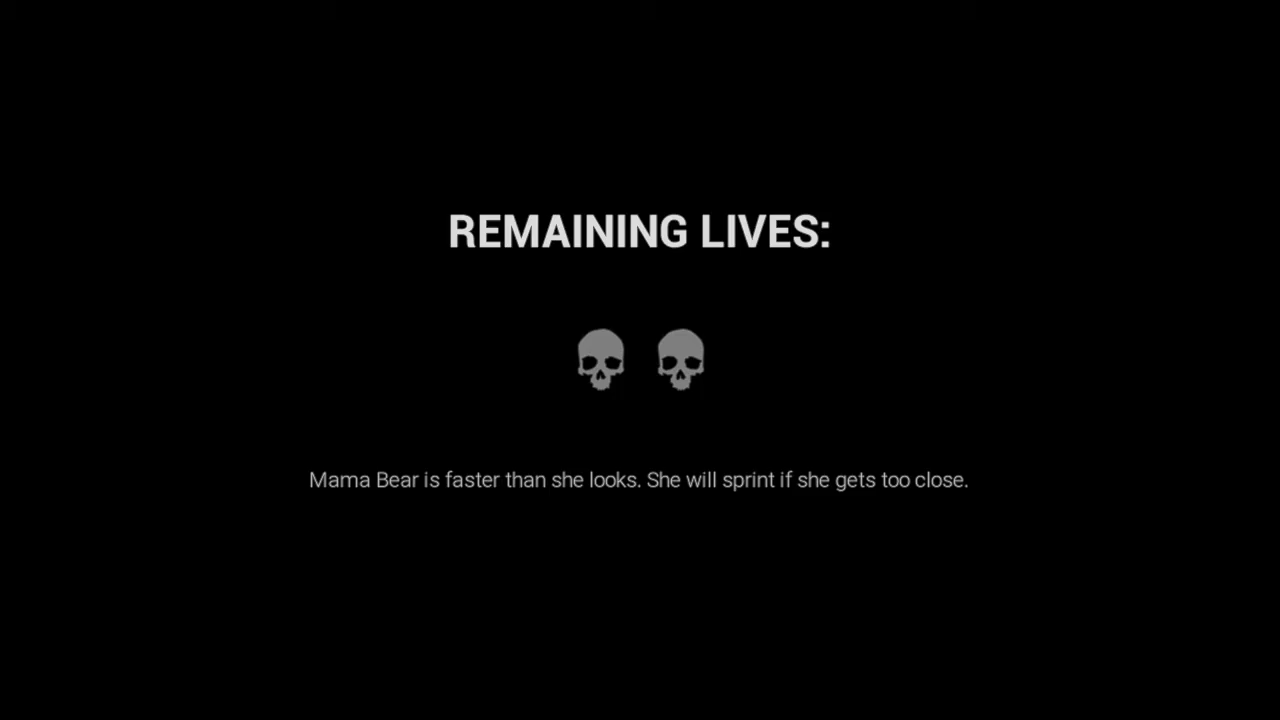 REMAINING LIVES:
Mama Bear is faster than she looks. She will sprint if she gets too close.